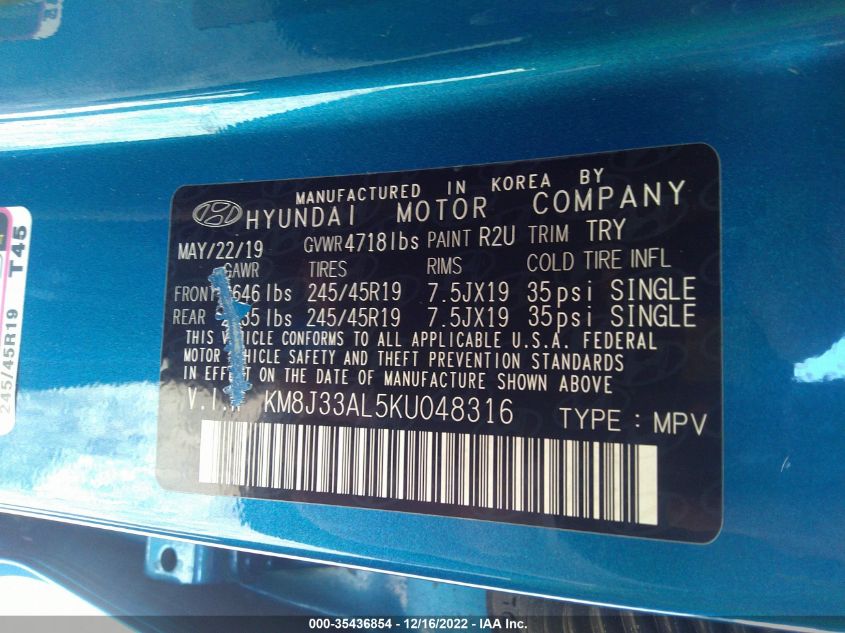 MANUFACTURED IN KOREA BY
HYUNDAI MOTOR COMPANY
MAY/22/19 GVWR 4718lbs PAINT R2U TRIM TRY
GAWR TIRES RIMS COLD TIRE INFL
FRONT lbs 245/45R19 7.5JX19 35psi SINGLE
REAR lbs 245/45R19 7.5JX19 35psi SINGLE
THIS VEHICLE CONFORMS TO ALL APPLICABLE U.S.A. FEDERAL
MOTOR VEHICLE SAFETY AND THEFT PREVENTION STANDARDS
IN EFFECT ON THE DATE OF MANUFACTURE SHOWN ABOVE
V.I.N KM8J33AL5KU048316 TYPE : MPV
245/45R19 T45
000-35436854 - 12/16/2022 - IAA Inc.